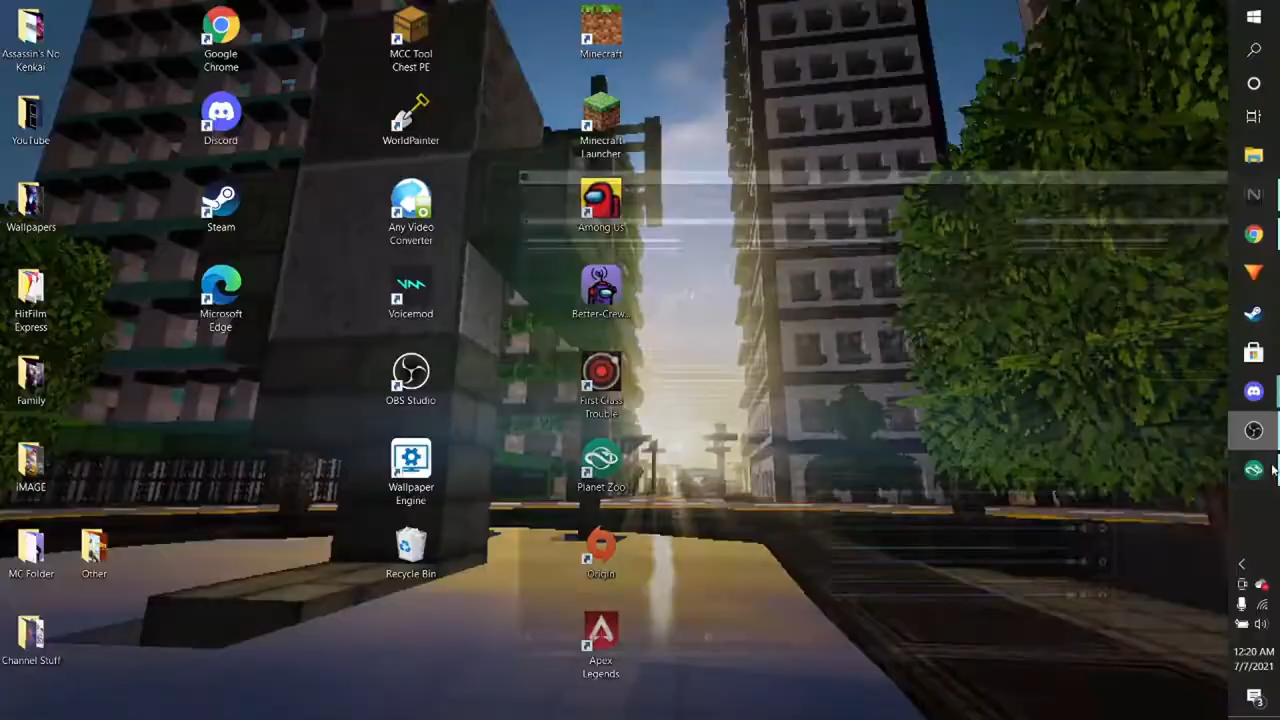 Assassin's No
Kenkai
YouTube
Wallpapers
HitFilm
Express
Family
iMAGE
MC Folder
Other
Channel Stuff
Google
Chrome
Discord
Steam
Microsoft
Edge
MCC Tool
Chest PE
WorldPainter
Any Video
Converter
Voicemod
OBS Studio
Wallpaper
Engine
Recycle Bin
Minecraft
Minecraft
Launcher
Among Us
Better-Crew...
First Class
Trouble
Planet Zoo
Origin
Apex
Legends
12:20 AM
7/7/2021
3